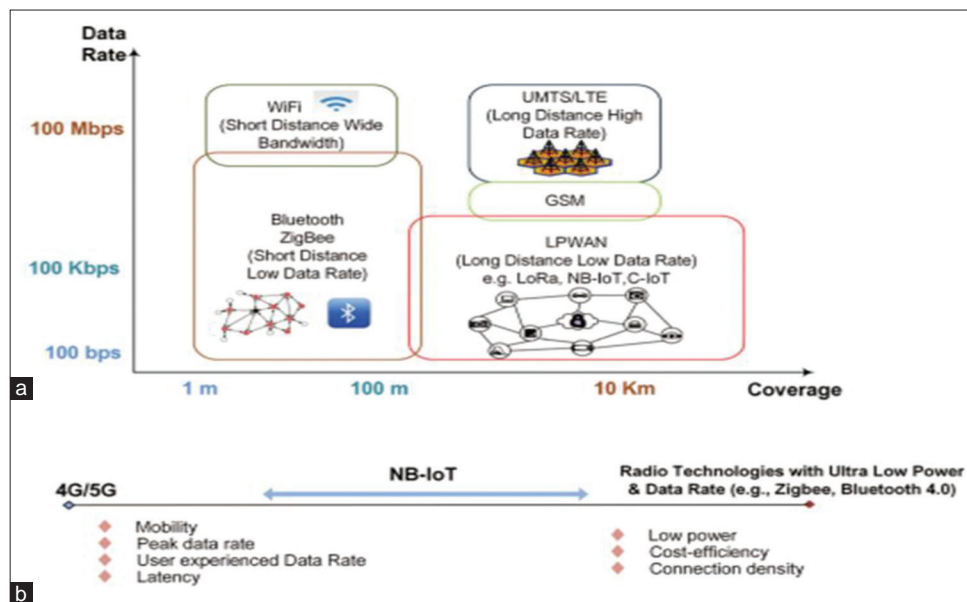 Data
Rate
WiFi
(Short Distance Wide
Bandwidth)
UMTS/LTE
(Long Distance High
Data Rate)
100 Mbps
GSM
Bluetooth
ZigBee
(Short Distance
Low Data Rate)
LPWAN
(Long Distance Low Data Rate)
e.g. LoRa, NB-IoT,C-IoT
100 Kbps
100 bps
a
1 m
100 m
10 Km
Coverage
4G/5G
NB-IoT
Radio Technologies with Ultra Low Power
& Data Rate (e.g., Zigbee, Bluetooth 4.0)
Mobility
Peak data rate
User experienced Data Rate
Latency
Low power
Cost-efficiency
Connection density
b